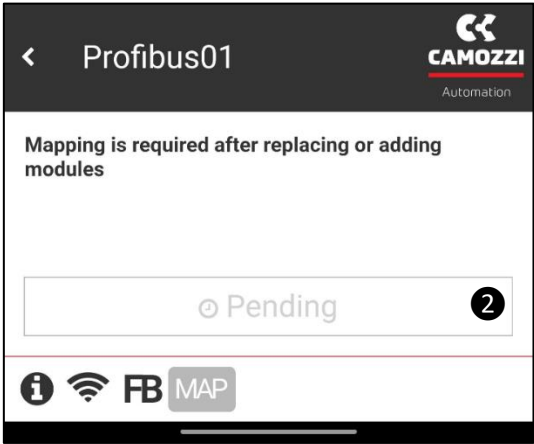 Profibus01
CAMOZZI
Automation
Mapping is required after replacing or adding
modules
Pending
2
FB MAP